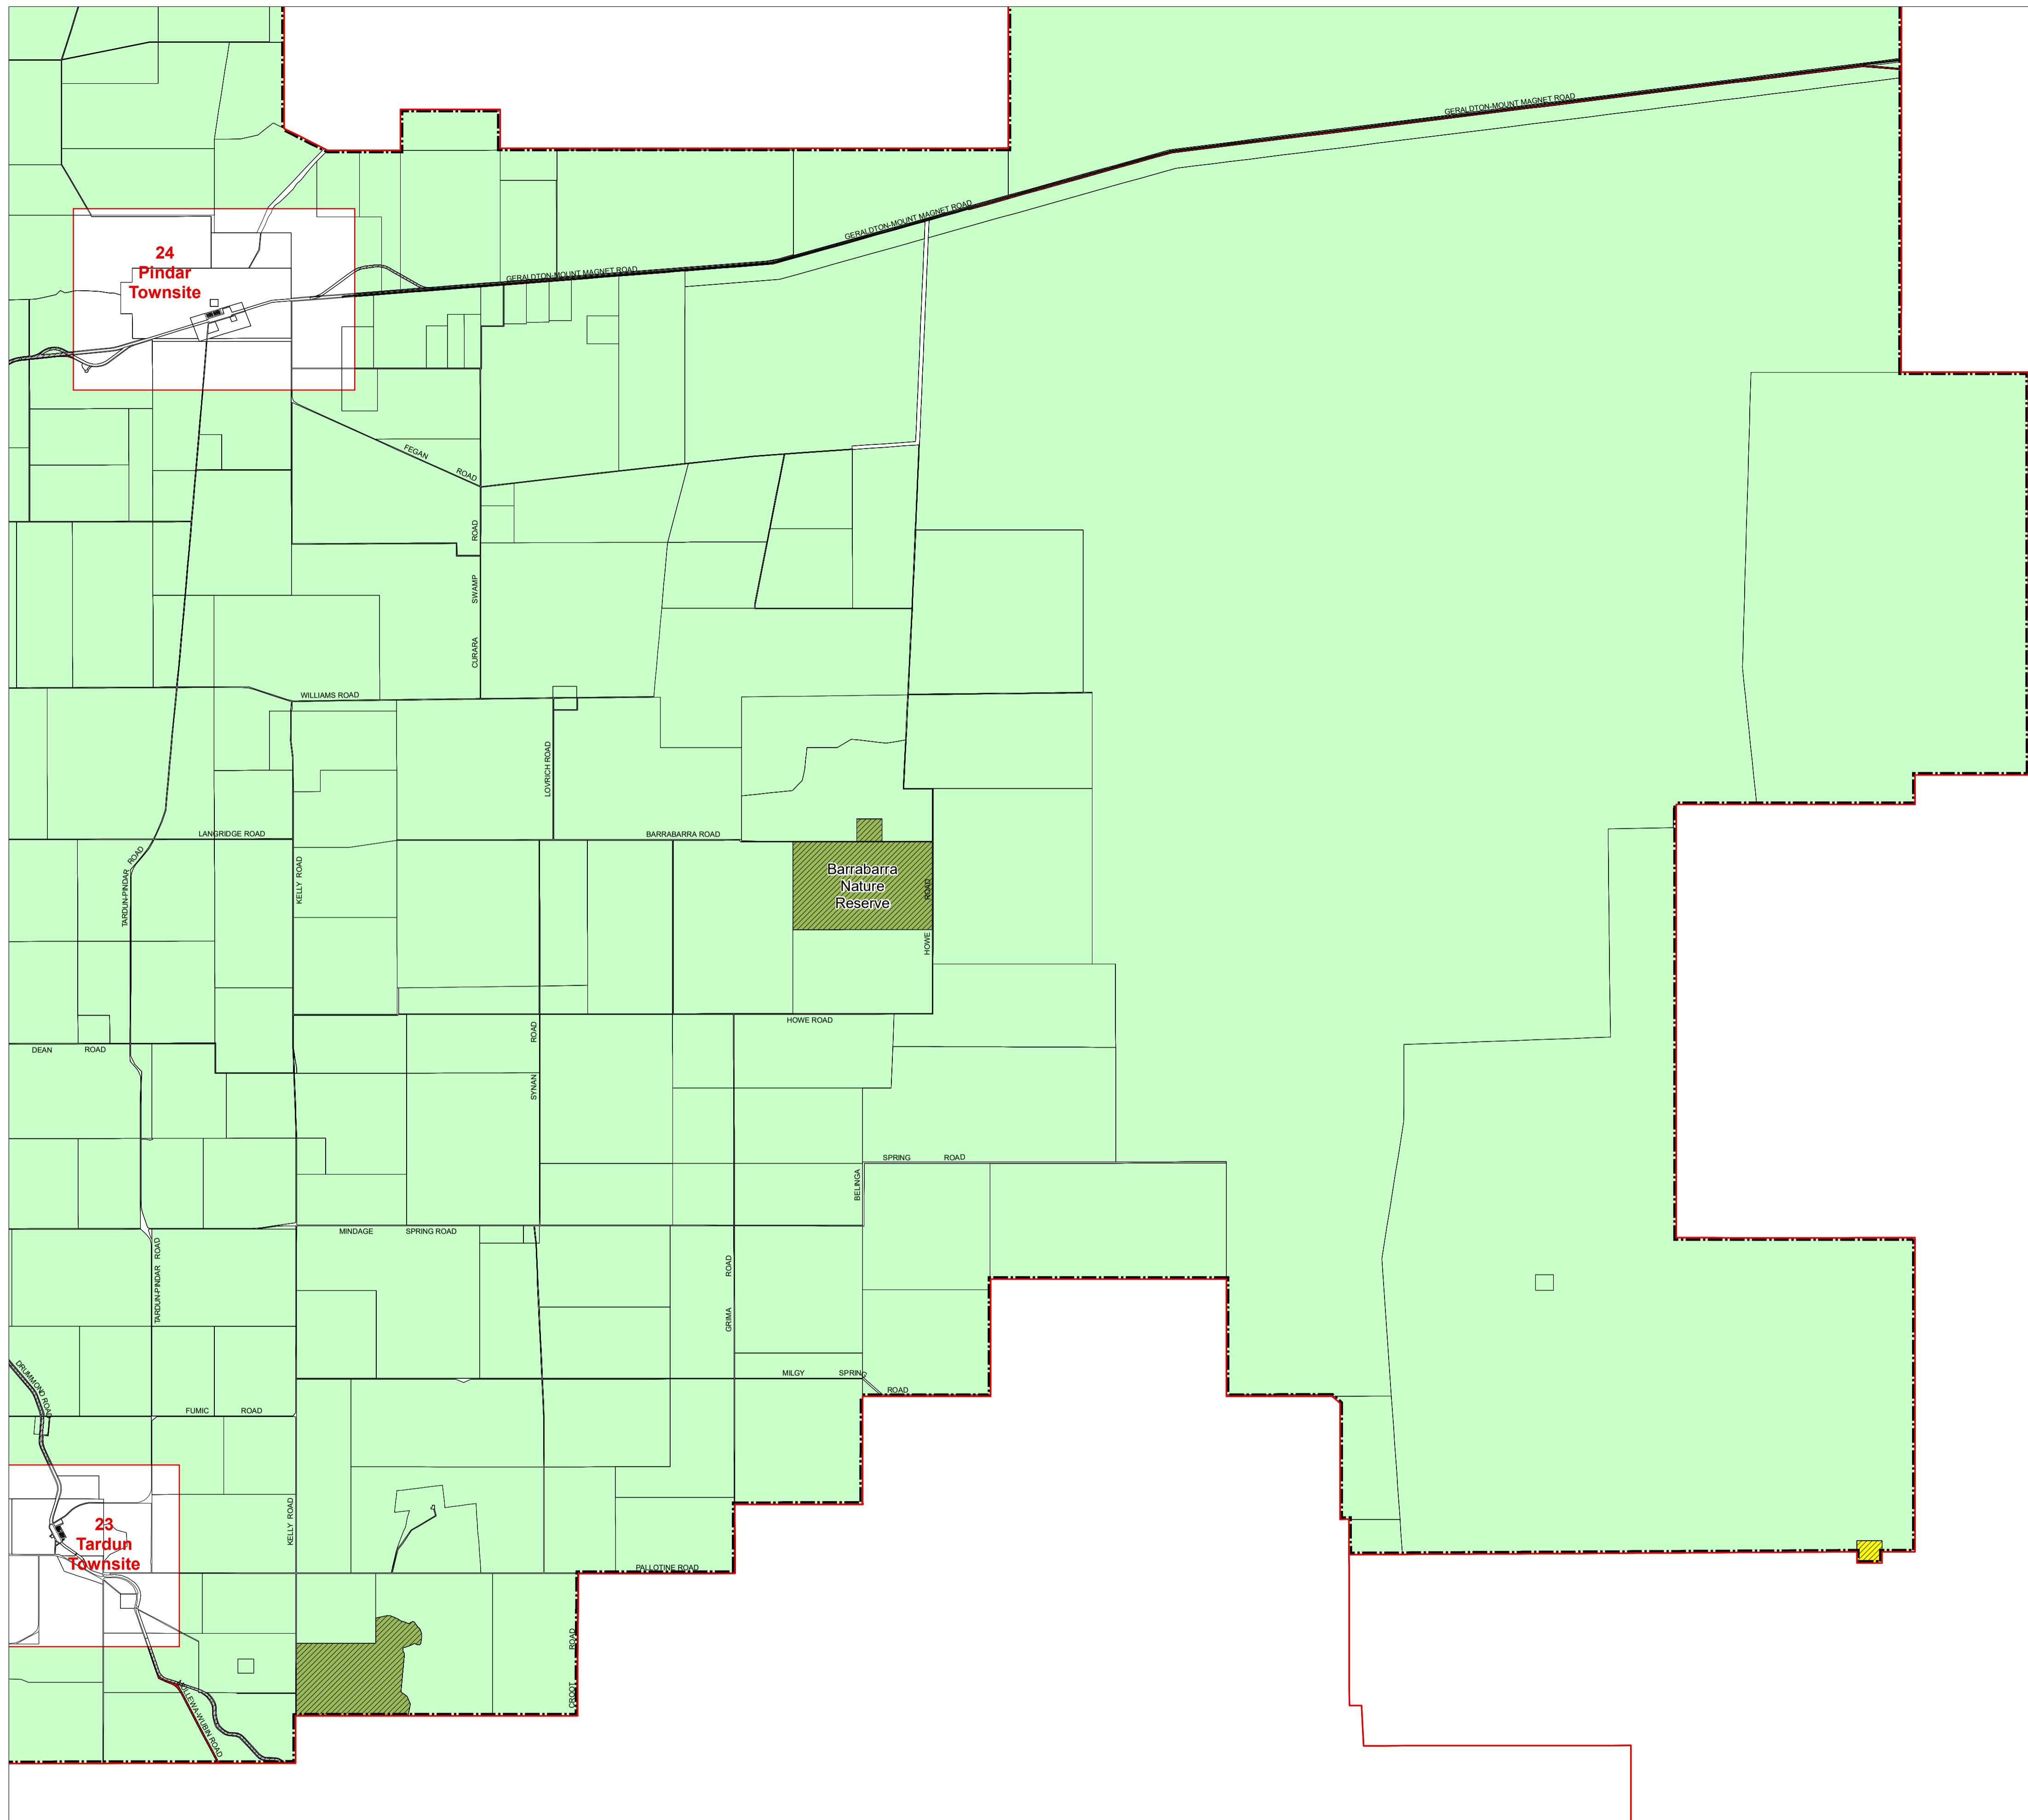 GERALDTON-MOUNT MAGNET ROAD
GERALDTON-MOUNT MAGNET ROAD
GERALDTON-MOUNT MAGNET ROAD
24
Pindar
Townsite
FEGAN
ROAD
ROAD
SWAMP
CURARA
WILLIAMS ROAD
LOVRICH ROAD
LANGRIDGE ROAD
BARRABARRA ROAD
TARDUN-PINDAR
ROAD
KELLY ROAD
Barrabarra
Nature
Reserve
HOWE
ROAD
HOWE ROAD
DEAN
ROAD
SYNAN
ROAD
SPRING
ROAD
BELINGA
MINDAGE
SPRING ROAD
TARDUN-PINDAR ROAD
GRIMA
ROAD
MILGY
SPRING
ROAD
DRUMMOND ROAD
FUMIC
ROAD
23
Tardun
Townsite
KELLY ROAD
PALLOTINE ROAD
CROOT
ROAD
MULLEWA-WUBIN ROAD